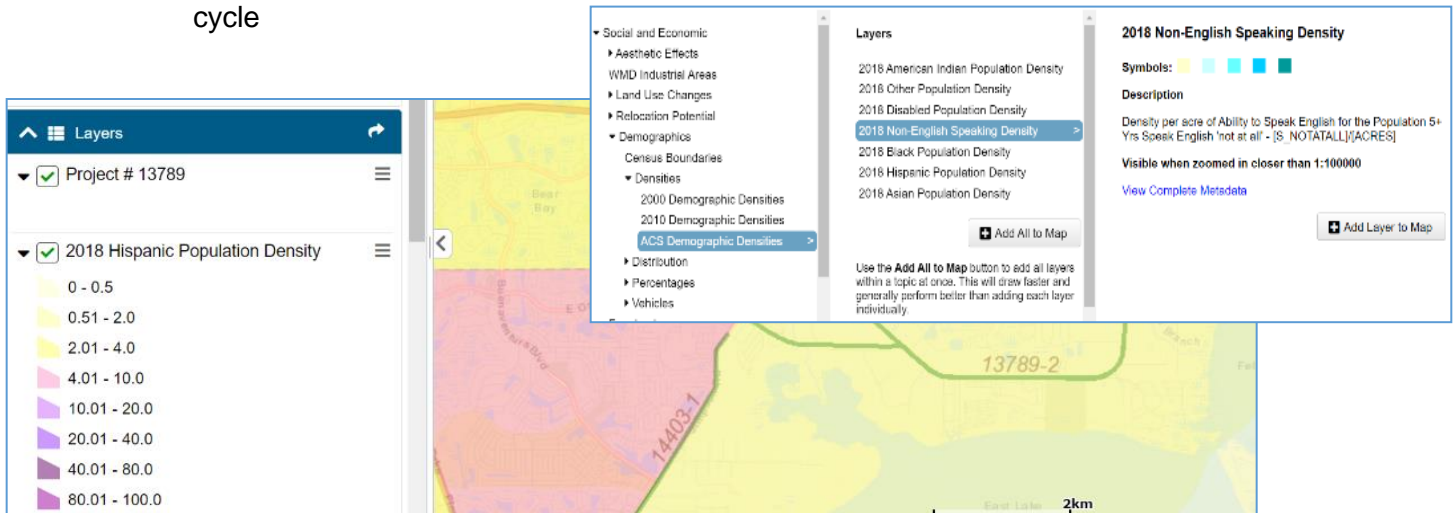 cycle
Layers
Project # 13789
2018 Hispanic Population Density
0 - 0.5
0.51 - 2.0
2.01 - 4.0
4.01 - 10.0
10.01 - 20.0
20.01 - 40.0
40.01 - 80.0
80.01 - 100.0
Bear
Bay
Buenaventura Blvd
14403-1
13789-2
Branch
East Lake
2km
Social and Economic
Aesthetic Effects
WMD Industrial Areas
Land Use Changes
Relocation Potential
Demographics
Census Boundaries
Densities
2000 Demographic Densities
2010 Demographic Densities
ACS Demographic Densities >
Distribution
Percentages
Vehicles
Layers
2018 American Indian Population Density
2018 Other Population Density
2018 Disabled Population Density
2018 Non-English Speaking Density >
2018 Black Population Density
2018 Hispanic Population Density
2018 Asian Population Density
Add All to Map
Use the Add All to Map button to add all layers
within a topic at once. This will draw faster and
generally perform better than adding each layer
individually.
2018 Non-English Speaking Density
Symbols:
Description
Density per acre of Ability to Speak English for the Population 5+
Yrs Speak English 'not at all' - [S_NOTATALL]/[ACRES]
Visible when zoomed in closer than 1:100000
View Complete Metadata
Add Layer to Map